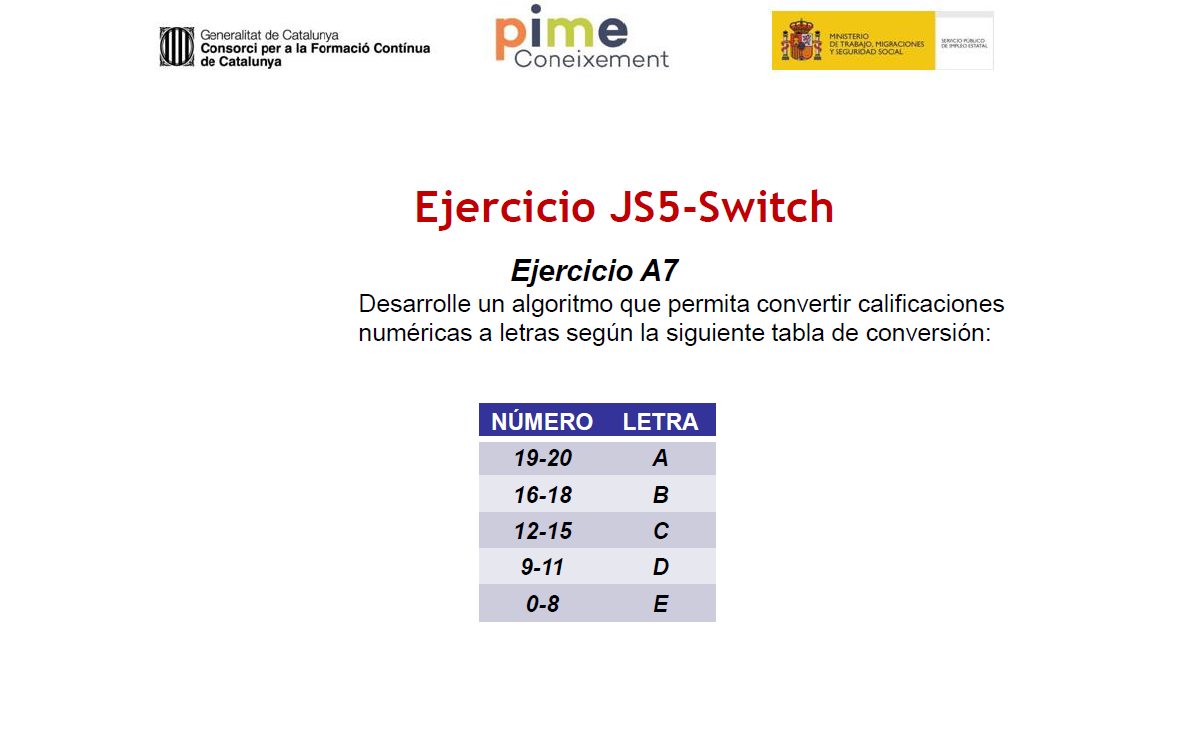 Generalitat de Catalunya
Consorci per a la Formació Contínua
de Catalunya
pime
Coneixement
MINISTERIO
DE TRABAJO, MIGRACIONES
Y SEGURIDAD SOCIAL
SERVICIO PÚBLICO
DE EMPLEO ESTATAL
Ejercicio JS5-Switch
Ejercicio A7
Desarrolle un algoritmo que permita convertir calificaciones
numéricas a letras según la siguiente tabla de conversión:
NÚMERO LETRA
19-20 A
16-18 B
12-15 C
9-11 D
0-8 E